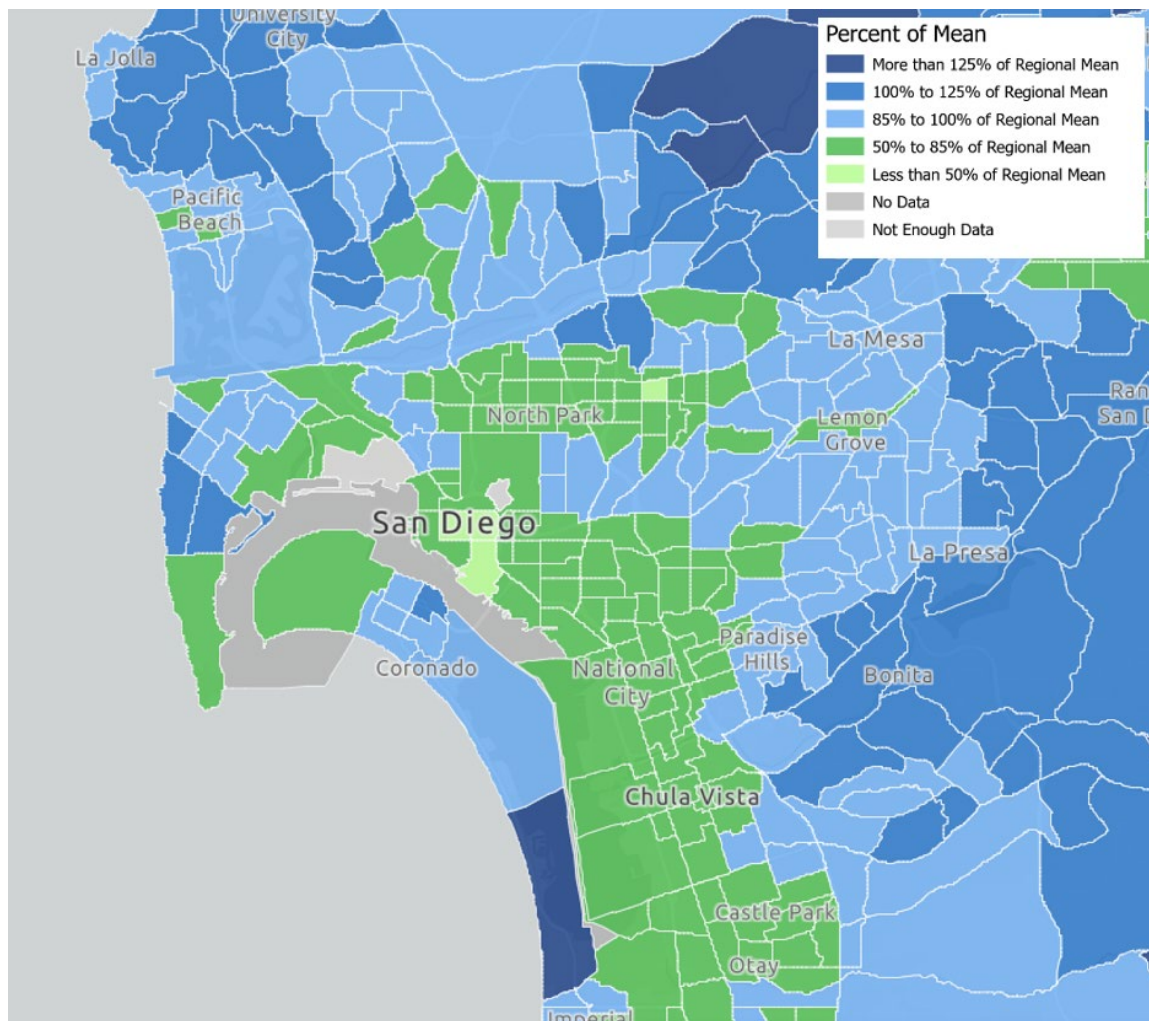 University
City
La Jolla
Percent of Mean
More than 125% of Regional Mean
100% to 125% of Regional Mean
85% to 100% of Regional Mean
50% to 85% of Regional Mean
Less than 50% of Regional Mean
No Data
Not Enough Data
Pacific
Beach
La Mesa
Ran
San D
North Park
Lemon
Grove
San Diego
La Presa
Paradise
Hills
Coronado
National
City
Bonita
Chula Vista
Castle Park
Otay
Imperial